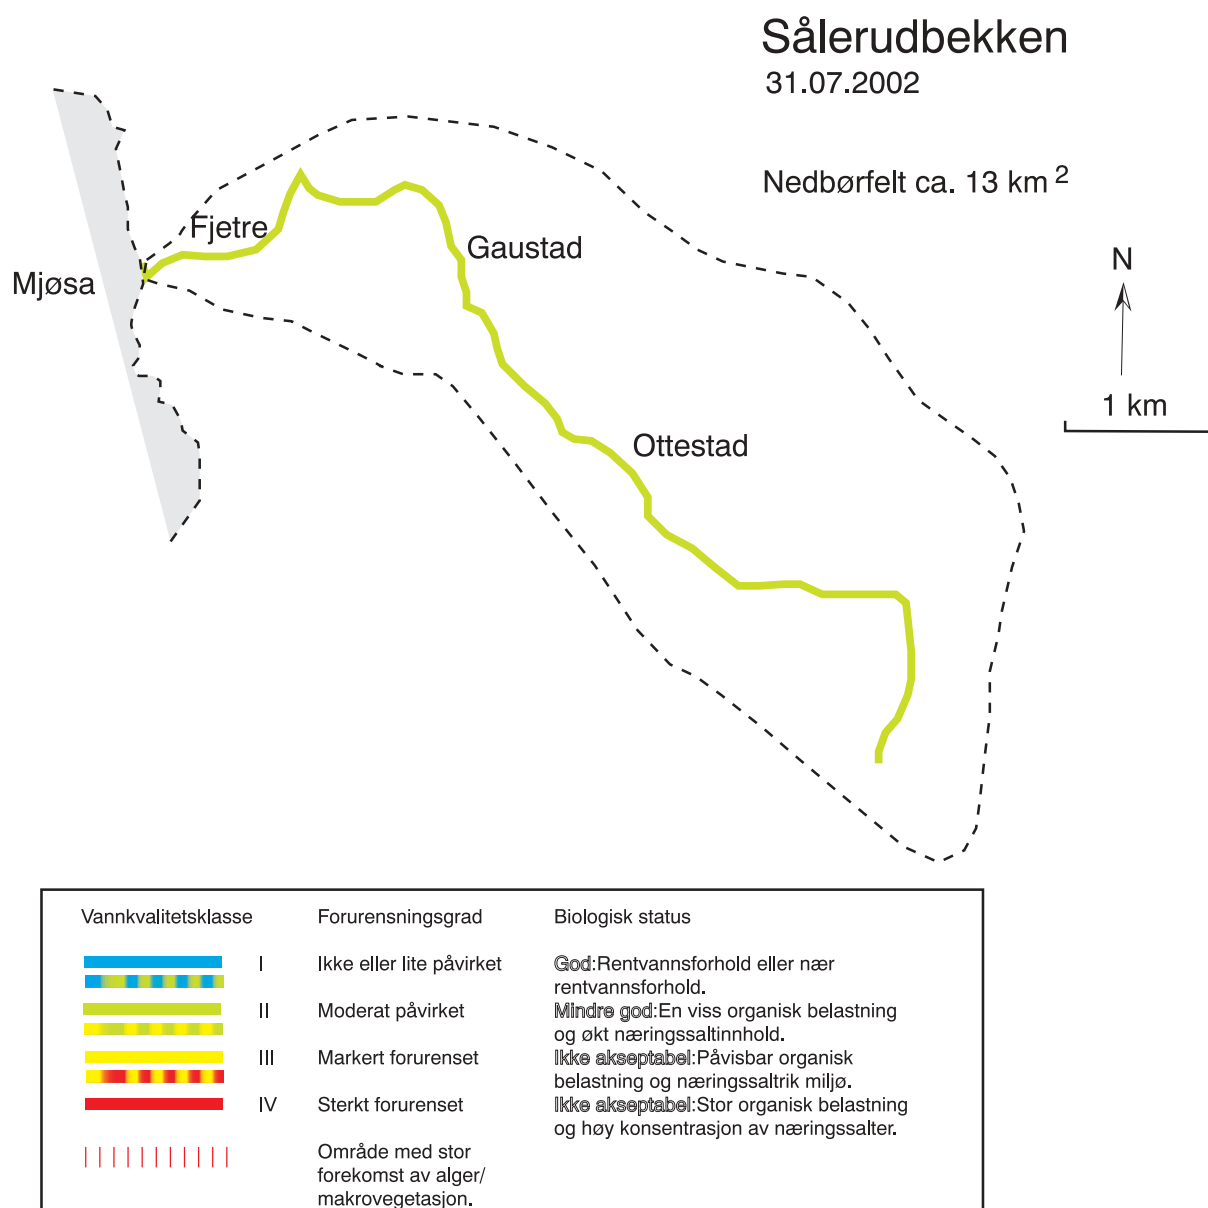 Sålerudbekken
31.07.2002
Nedbørfelt ca. 13 km 2
Fjetre
Gaustad
Mjøsa
N
1 km
Ottestad
Vannkvalitetsklasse Forurensningsgrad Biologisk status
I Ikke eller lite påvirket God:Rentvannsforhold eller nær
rentvannsforhold.
II Moderat påvirket Mindre god:En viss organisk belastning
og økt næringssaltinnhold.
III Markert forurenset Ikke akseptabel:Påvisbar organisk
belastning og næringssaltrik miljø.
IV Sterkt forurenset Ikke akseptabel:Stor organisk belastning
og høy konsentrasjon av næringssalter.
Område med stor
forekomst av alger/
makrovegetasjon.